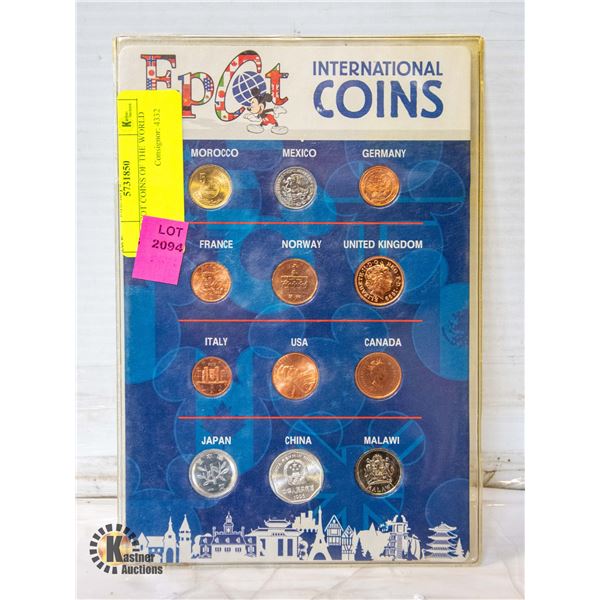 Epcot
INTERNATIONAL
COINS
5731850
COINS OF THE WORLD
Consignor: 4332
LOT
2094
MOROCCO MEXICO GERMANY
FRANCE NORWAY UNITED KINGDOM
ITALY USA CANADA
JAPAN CHINA MALAWI
MALAWI
K
Kastner
Auctions